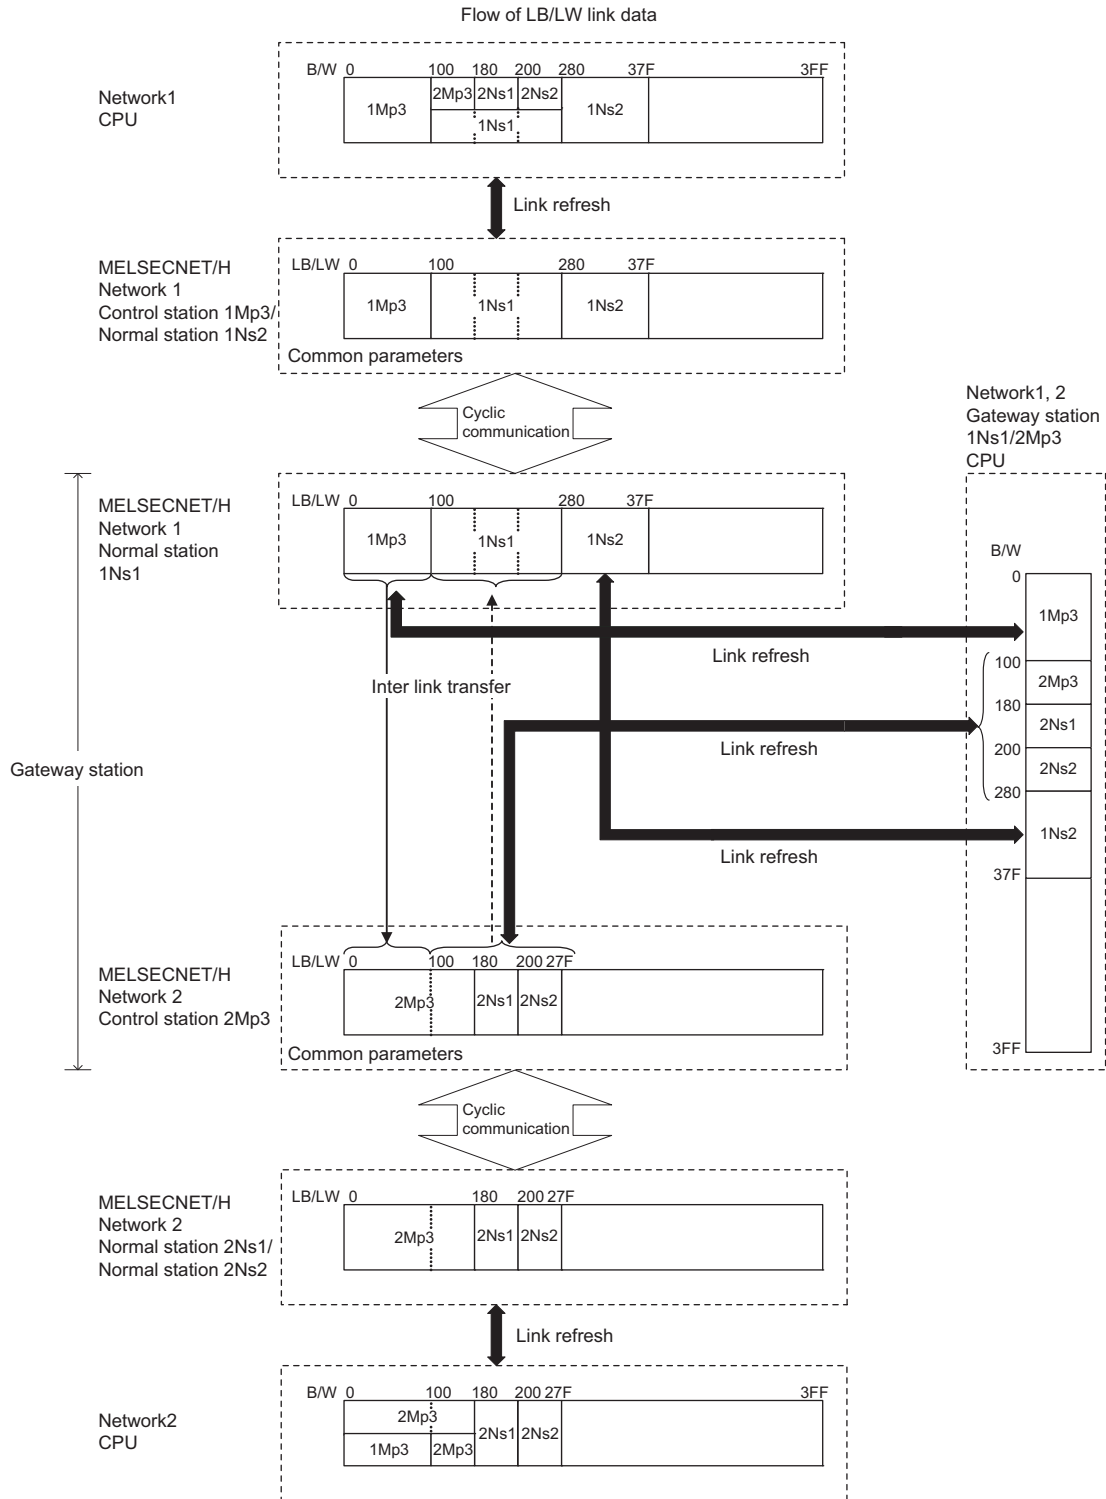 Flow of LB/LW link data
B/W 0 100 180 200 280 37F 3FF
Network1
CPU
1Mp3 2Mp3 2Ns1 2Ns2 1Ns2
1Ns1
Link refresh
MELSECNET/H
Network 1
Control station 1Mp3/
Normal station 1Ns2
LB/LW 0 100 280 37F
1Mp3 1Ns1 1Ns2
Common parameters
Cyclic
communication
Network1, 2
Gateway station
1Ns1/2Mp3
CPU
MELSECNET/H
Network 1
Normal station
1Ns1
LB/LW 0 100 280 37F
1Mp3 1Ns1 1Ns2
B/W
0
1Mp3
100
2Mp3
180
2Ns1
200
2Ns2
280
1Ns2
37F
3FF
Link refresh
Inter link transfer
Link refresh
Gateway station
Link refresh
MELSECNET/H
Network 2
Control station 2Mp3
LB/LW 0 100 180 200 27F
2Mp3 2Ns1 2Ns2
Common parameters
Cyclic
communication
MELSECNET/H
Network 2
Normal station 2Ns1/
Normal station 2Ns2
LB/LW 0 180 200 27F
2Mp3 2Ns1 2Ns2
Link refresh
B/W 0 100 180 200 27F 3FF
Network2
CPU
2Mp3
2Ns1 2Ns2
1Mp3 2Mp3